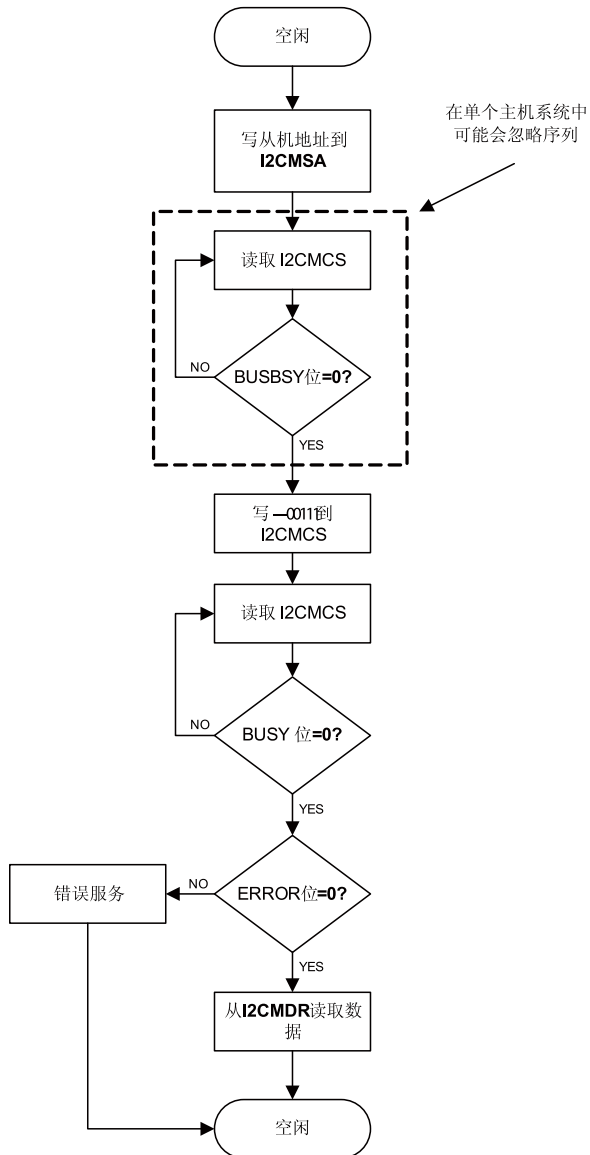 空闲
写从机地址到
I2CMSA
在单个主机系统中
可能会忽略序列
读取 I2CMCS
NO
BUSBSY位=0?
YES
写 —00111到
I2CMCS
读取 I2CMCS
NO
BUSY 位=0?
YES
错误服务
NO
ERROR位=0?
YES
从I2CMDR读取数
据
空闲